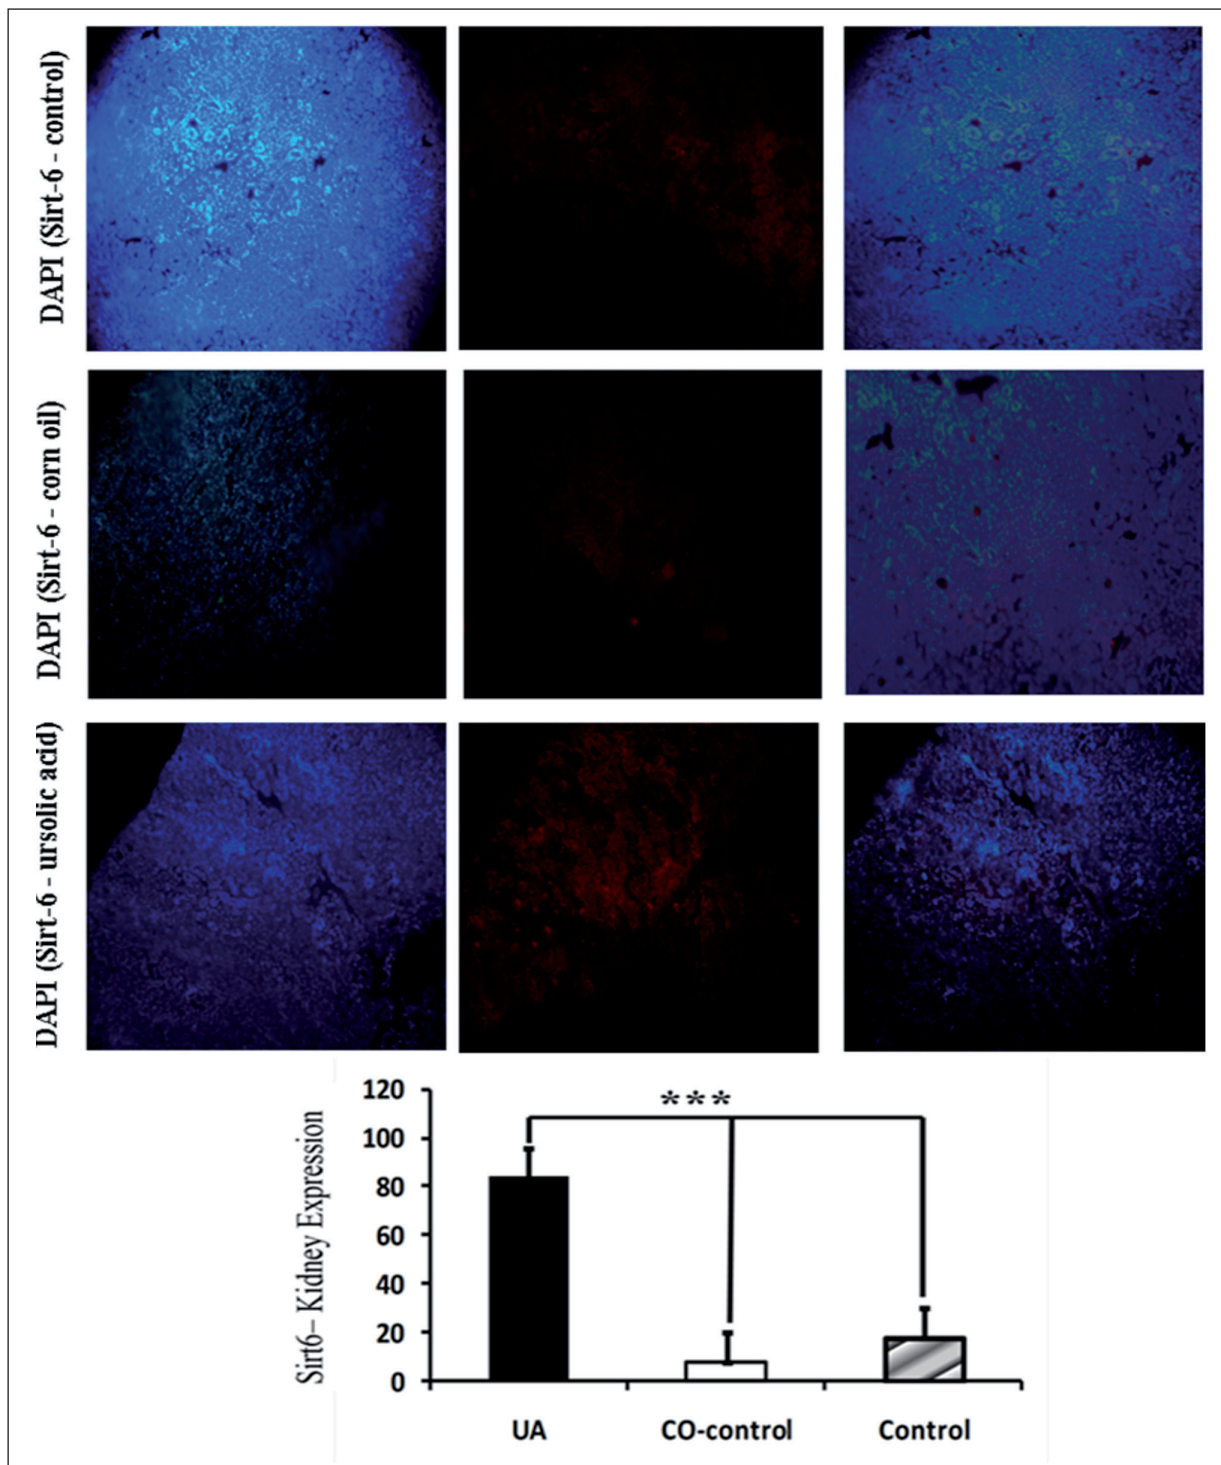 DAPI (Sirt-6 - control)
DAPI (Sirt-6 - corn oil)
DAPI (Sirt-6 - ursolic acid)
Sirt6– Kidney Expression
120
100
80
60
40
20
0
***
UA
CO-control
Control